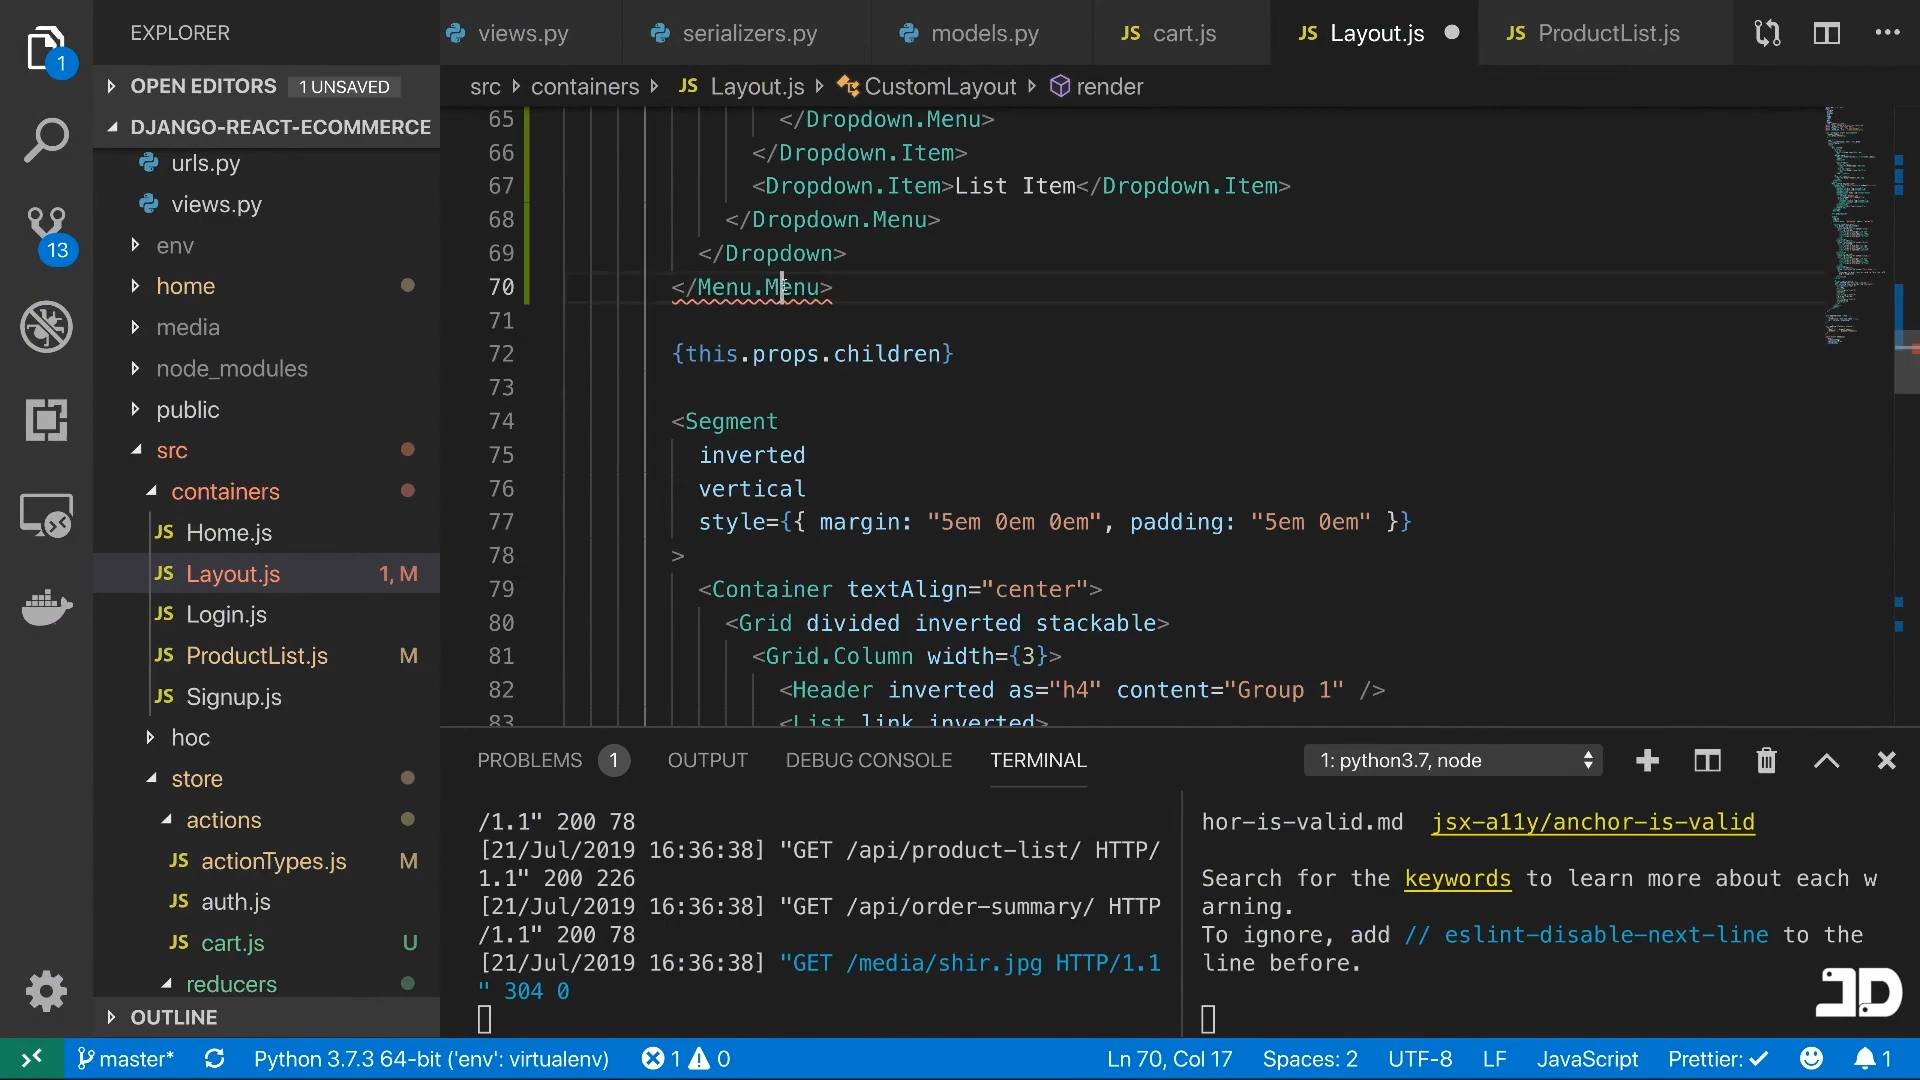 EXPLORER
views.py
serializers.py
models.py
JS cart.js
JS Layout.js
JS ProductList.js
1
OPEN EDITORS 1 UNSAVED
src containers JS Layout.js CustomLayout render
DJANGO-REACT-ECOMMERCE
urls.py
views.py
env
home
media
node_modules
public
src
containers
JS Home.js
JS Layout.js 1, M
JS Login.js
JS ProductList.js M
JS Signup.js
hoc
store
actions
JS actionTypes.js M
JS auth.js
JS cart.js U
reducers
OUTLINE
13
65 </Dropdown.Menu>
66 </Dropdown.Item>
67 <Dropdown.Item>List Item</Dropdown.Item>
68 </Dropdown.Menu>
69 </Dropdown>
70 </Menu.Menu>
71
72 {this.props.children}
73
74 <Segment
75 inverted
76 vertical
77 style={{ margin: "5em 0em 0em", padding: "5em 0em" }}
78 >
79 <Container textAlign="center">
80 <Grid divided inverted stackable>
81 <Grid.Column width={3}>
82 <Header inverted as="h4" content="Group 1" />
83 <List link inverted>
PROBLEMS 1 OUTPUT DEBUG CONSOLE TERMINAL 1: python3.7, node
/1.1" 200 78
[21/Jul/2019 16:36:38] "GET /api/product-list/ HTTP/
1.1" 200 226
[21/Jul/2019 16:36:38] "GET /api/order-summary/ HTTP
/1.1" 200 78
[21/Jul/2019 16:36:38] "GET /media/shir.jpg HTTP/1.1
" 304 0
hor-is-valid.md jsx-a11y/anchor-is-valid
Search for the keywords to learn more about each w
arning.
To ignore, add // eslint-disable-next-line to the
line before.
JD
master* Python 3.7.3 64-bit ('env': virtualenv) 1 0 Ln 70, Col 17 Spaces: 2 UTF-8 LF JavaScript Prettier: ✓ 1